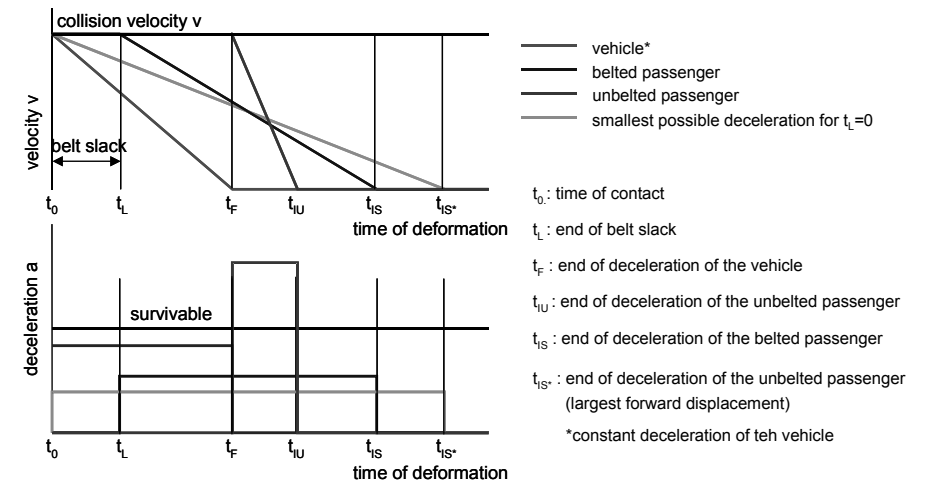 collision velocity v
velocity v
belt slack
t0 tL tF tIU tIS tIS*
time of deformation
deceleration a
survivable
t0 tL tF tIU tIS tIS*
time of deformation
vehicle*
belted passenger
unbelted passenger
smallest possible deceleration for tL=0
t0.: time of contact
tL : end of belt slack
tF : end of deceleration of the vehicle
tIU : end of deceleration of the unbelted passenger
tIS : end of deceleration of the belted passenger
tIS* : end of deceleration of the unbelted passenger
(largest forward displacement)
*constant deceleration of teh vehicle